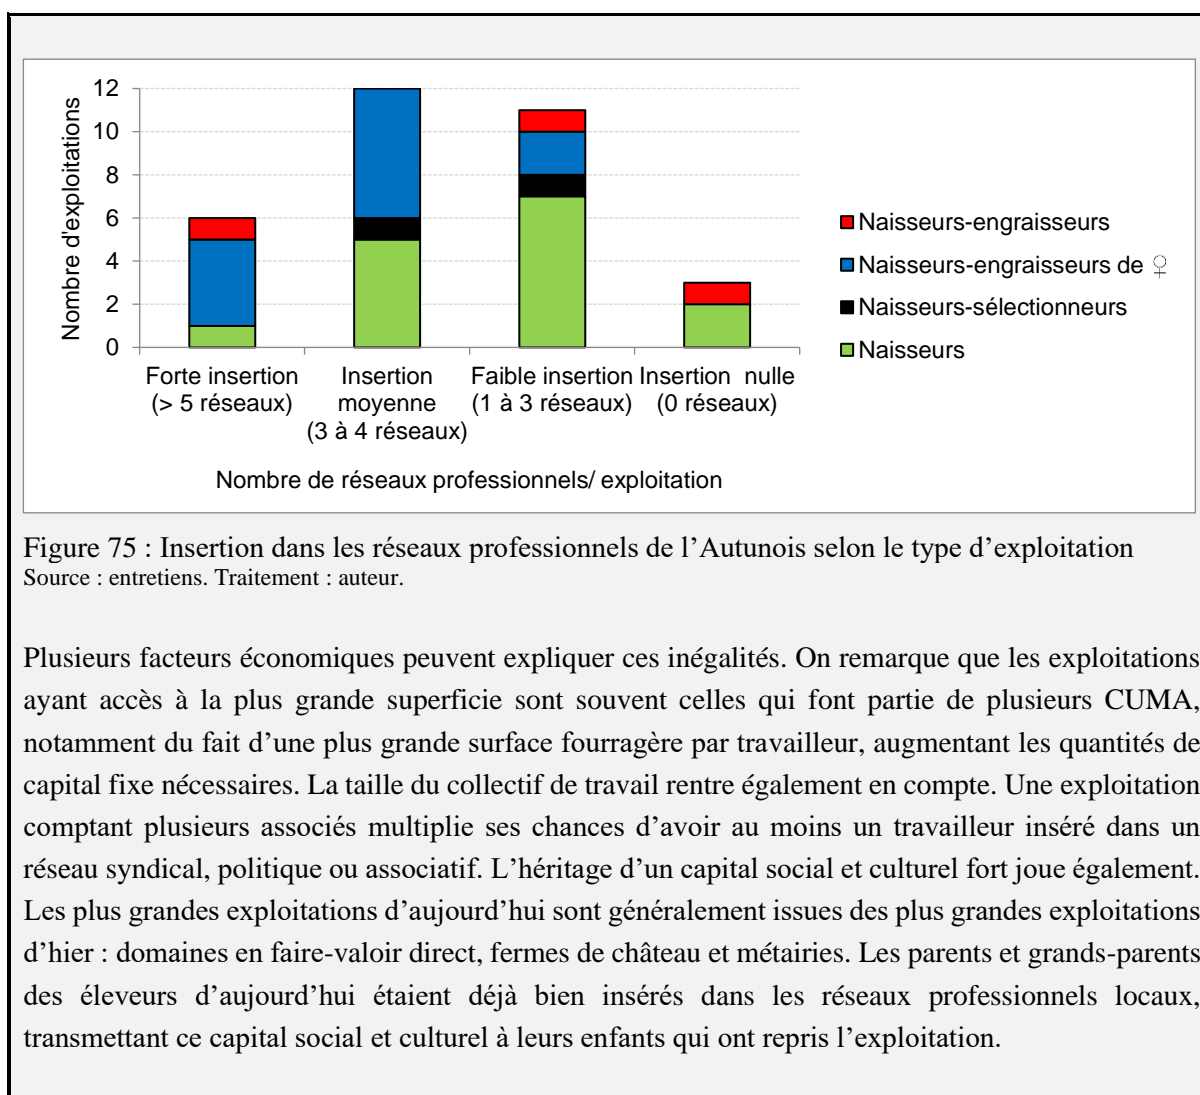 12
10
8
6
4
2
0
Nombre d'exploitations
Forte insertion
(> 5 réseaux)
Insertion
moyenne
(3 à 4 réseaux)
Faible insertion
(1 à 3 réseaux)
Insertion nulle
(0 réseaux)
Nombre de réseaux professionnels/ exploitation
Naisseurs-engraisseurs
Naisseurs-engraisseurs de ♀
Naisseurs-sélectionneurs
Naisseurs
Figure 75 : Insertion dans les réseaux professionnels de l’Autunois selon le type d’exploitation
Source : entretiens. Traitement : auteur.
Plusieurs facteurs économiques peuvent expliquer ces inégalités. On remarque que les exploitations
ayant accès à la plus grande superficie sont souvent celles qui font partie de plusieurs CUMA,
notamment du fait d’une plus grande surface fourragère par travailleur, augmentant les quantités de
capital fixe nécessaires. La taille du collectif de travail rentre également en compte. Une exploitation
comptant plusieurs associés multiplie ses chances d’avoir au moins un travailleur inséré dans un
réseau syndical, politique ou associatif. L’héritage d’un capital social et culturel fort joue également.
Les plus grandes exploitations d’aujourd’hui sont généralement issues des plus grandes exploitations
d’hier : domaines en faire-valoir direct, fermes de château et métairies. Les parents et grands-parents
des éleveurs d’aujourd’hui étaient déjà bien insérés dans les réseaux professionnels locaux,
transmettant ce capital social et culturel à leurs enfants qui ont repris l’exploitation.